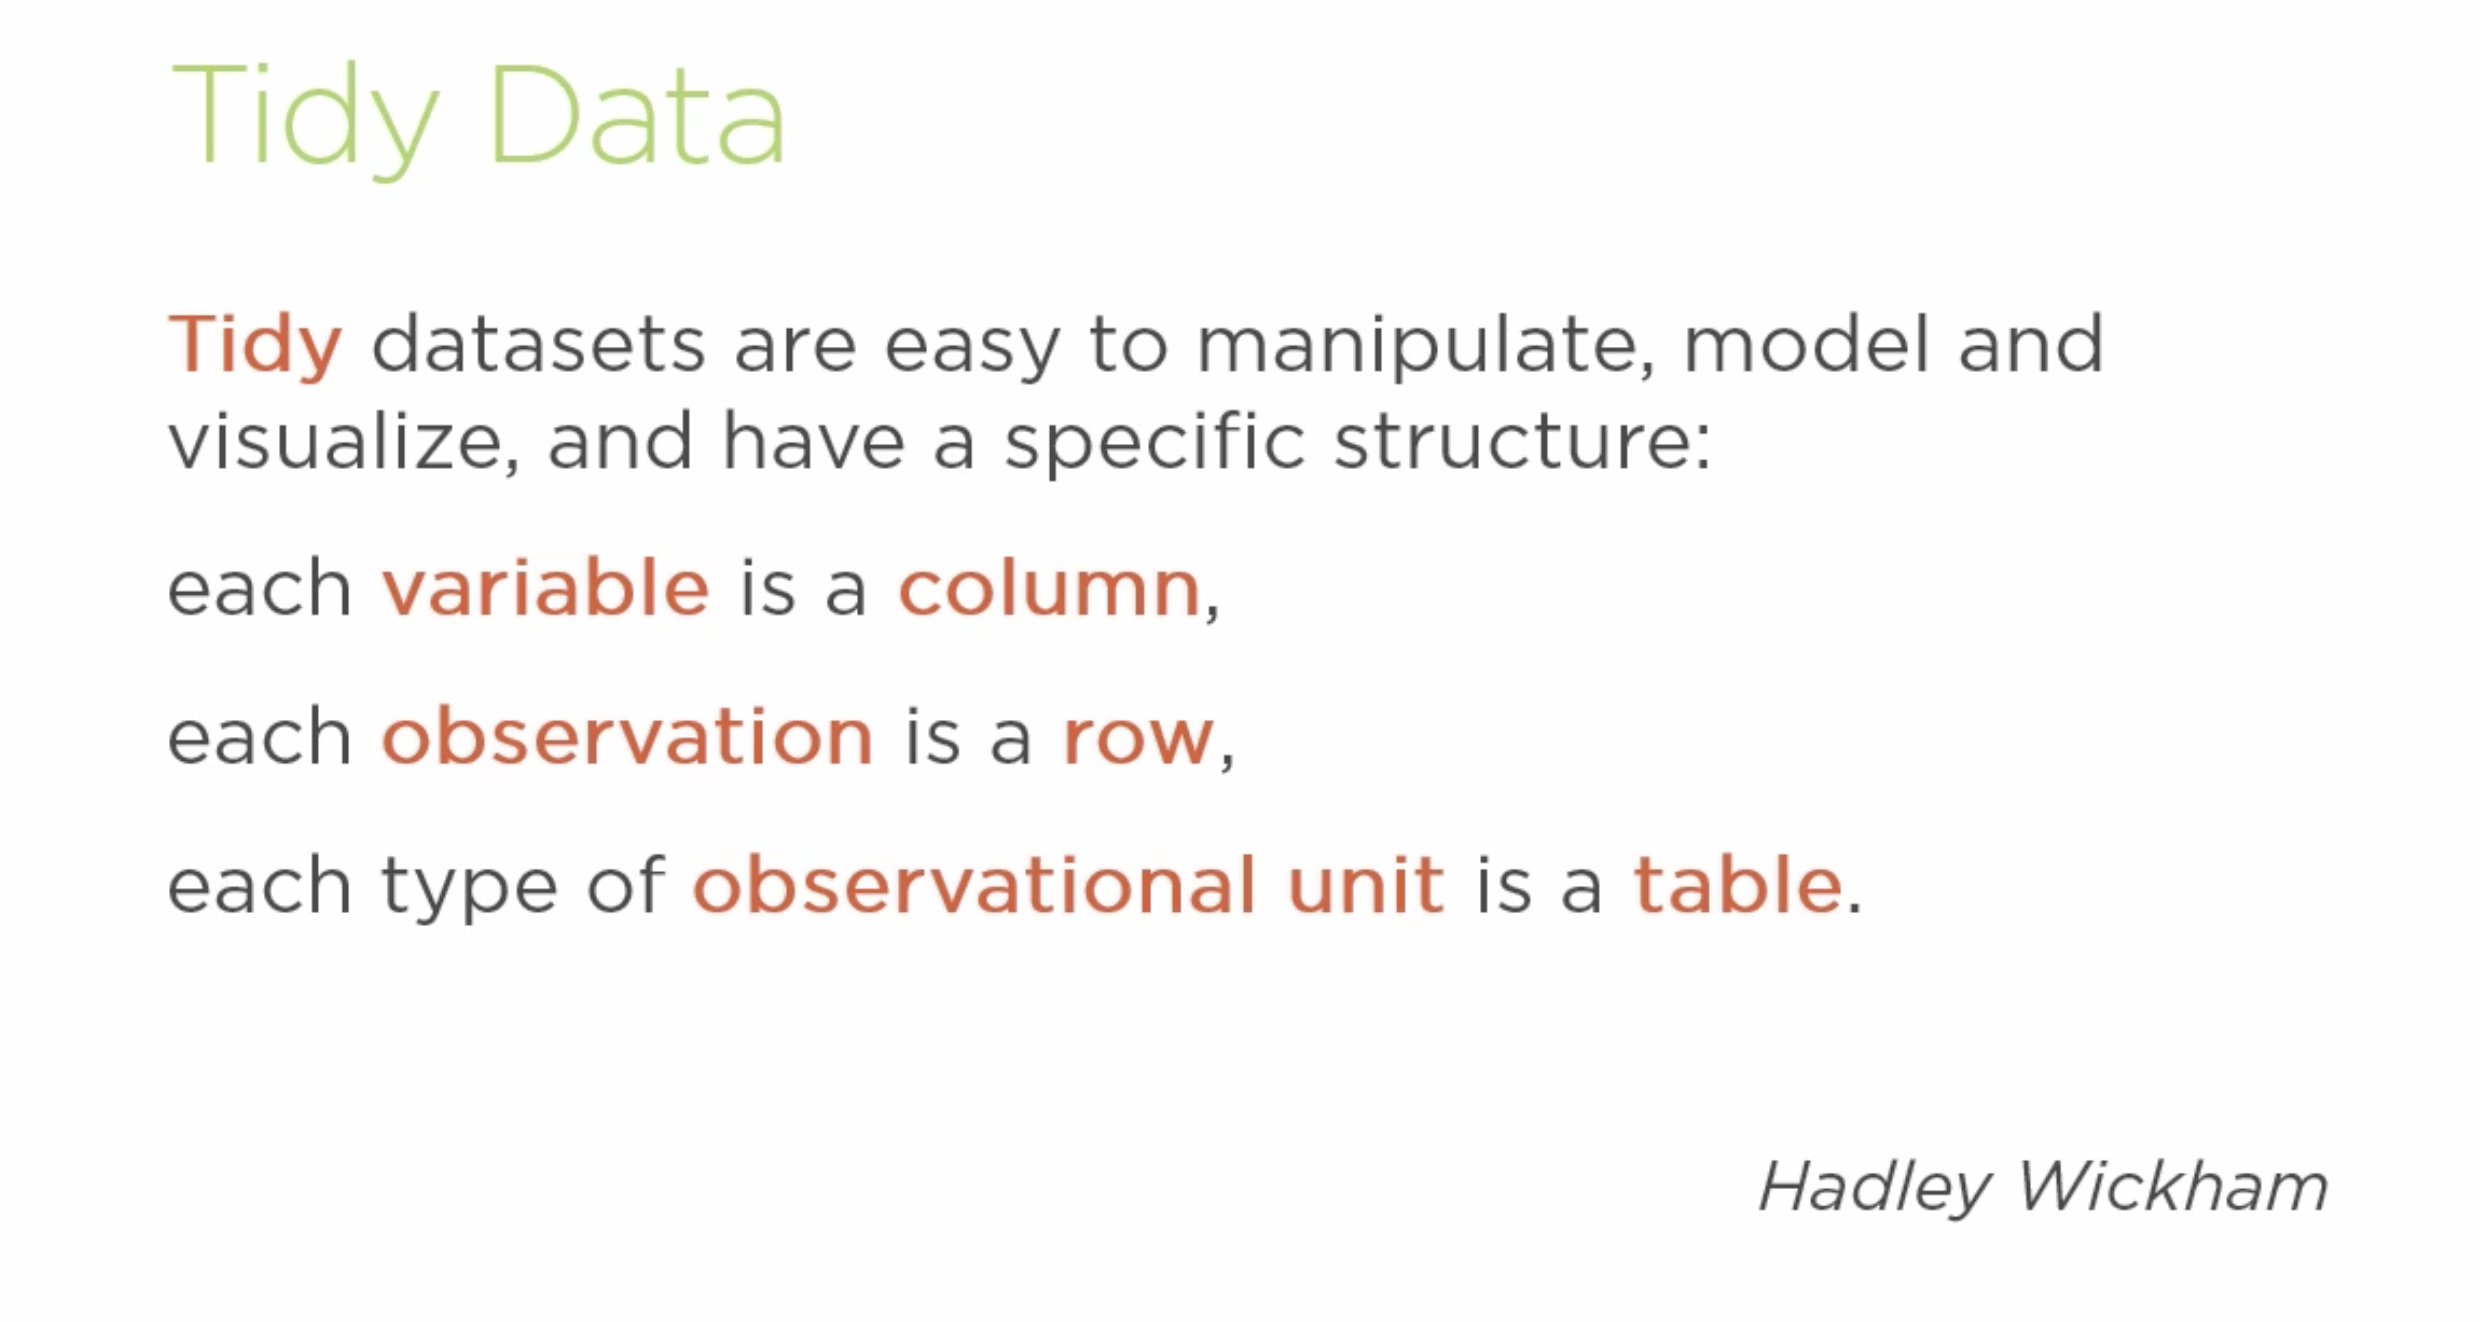 Tidy Data
Tidy datasets are easy to manipulate, model and
visualize, and have a specific structure:
each variable is a column,
each observation is a row,
each type of observational unit is a table.
Hadley Wickham